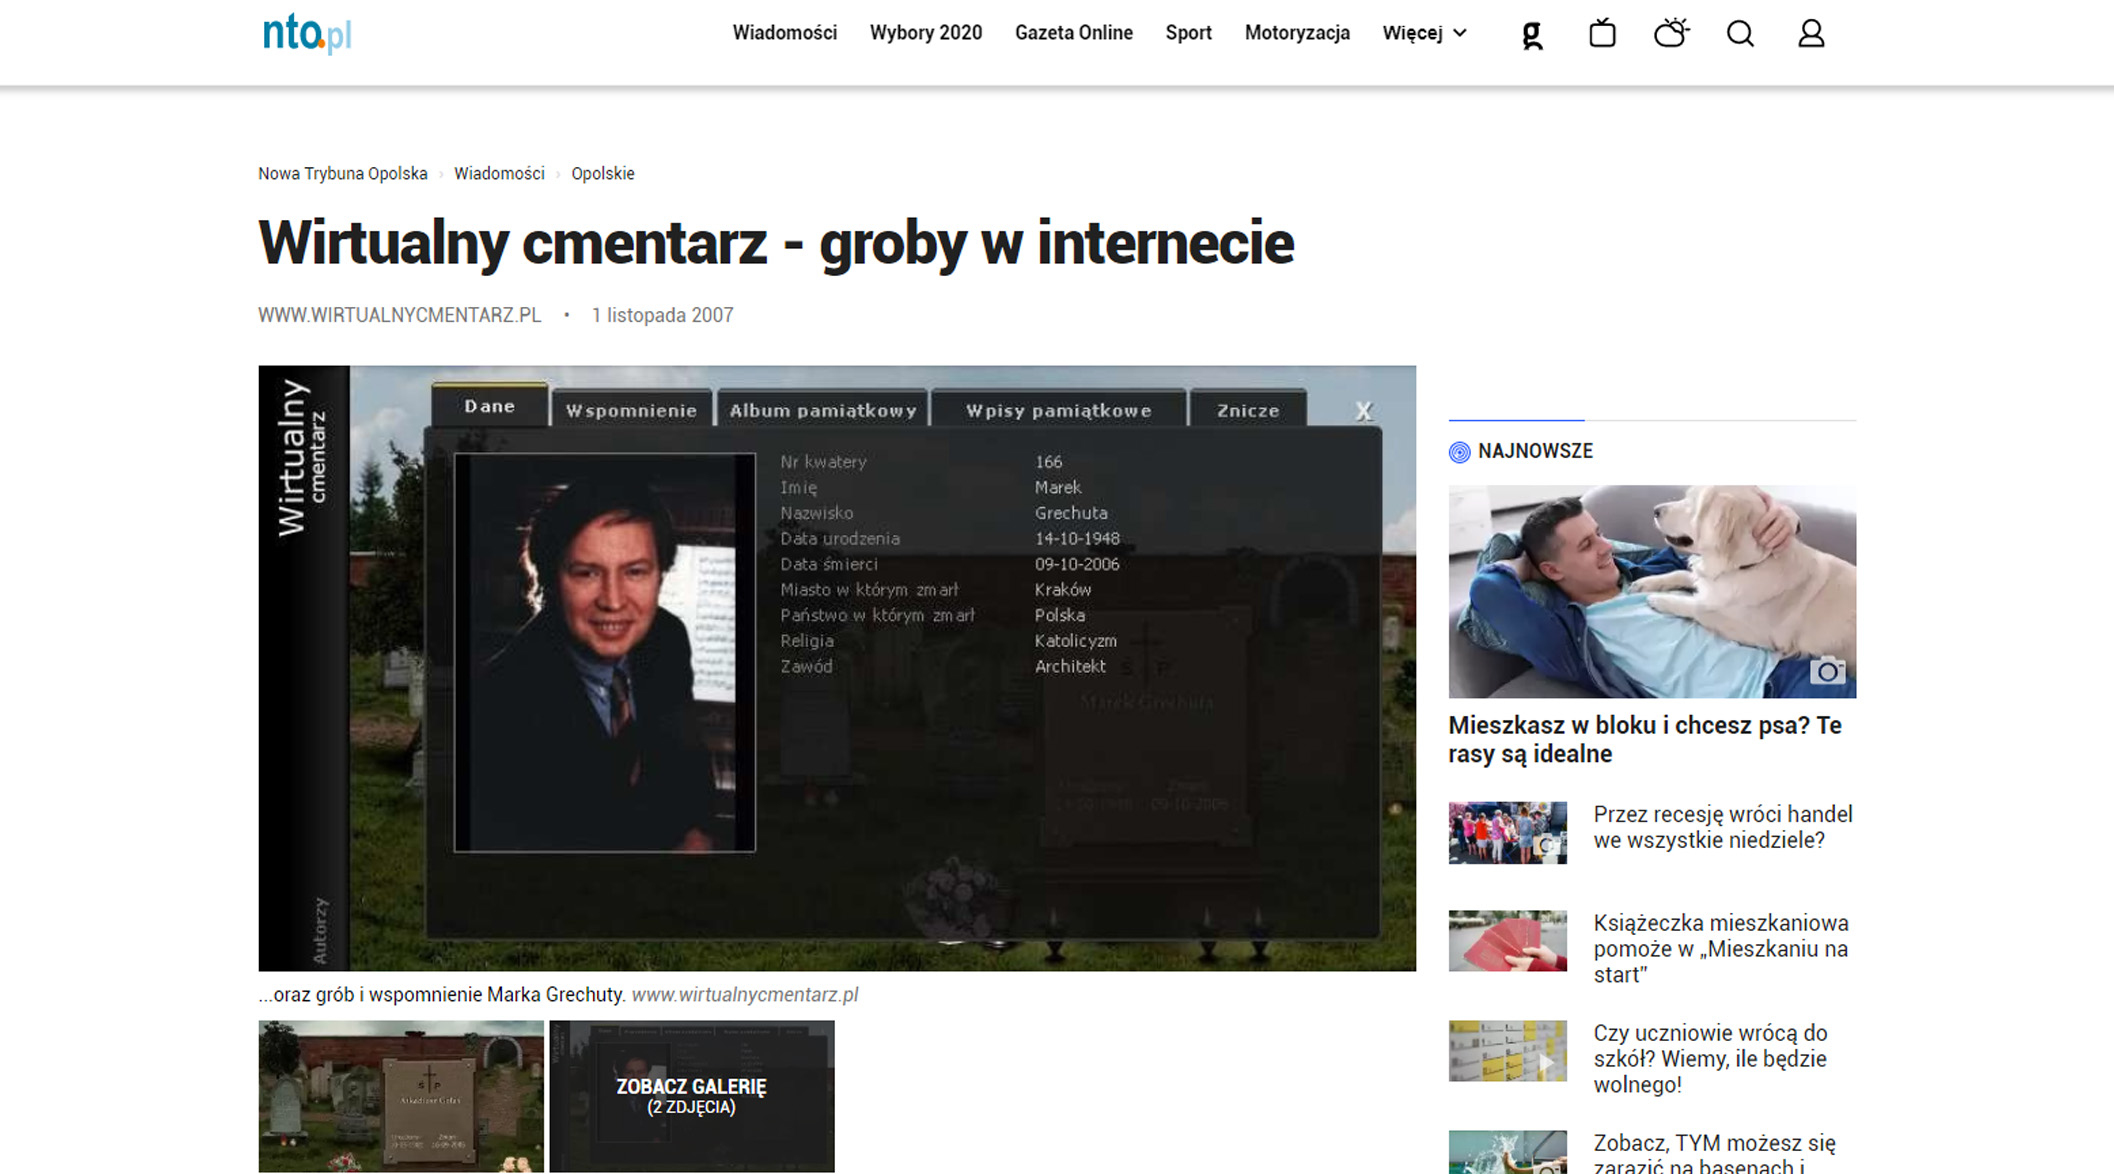 nto.pl
Wiadomości Wybory 2020 Gazeta Online Sport Motoryzacja Więcej
Nowa Trybuna Opolska › Wiadomości › Opolskie
Wirtualny cmentarz - groby w internecie
WWW.WIRTUALNYCMENTARZ.PL • 1 listopada 2007
Wirtualny
cmentarz
Autorzy
Dane Wspomnienie Album pamiątkowy Wpisy pamiątkowe Znicze X
Nr kwatery 166
Imię Marek
Nazwisko Grechuta
Data urodzenia 14-10-1948
Data śmierci 09-10-2006
Miasto w którym zmarł Kraków
Państwo w którym zmarł Polska
Religia Katolicyzm
Zawód Architekt
Ś P
Marek Grechuta
...oraz grób i wspomnienie Marka Grechuty. www.wirtualnycmentarz.pl
Ś P
ZOBACZ GALERIĘ
(2 ZDJĘCIA)
NAJNOWSZE
Mieszkasz w bloku i chcesz psa? Te
rasy są idealne
Przez recesję wróci handel
we wszystkie niedziele?
Książeczka mieszkaniowa
pomoże w „Mieszkaniu na
start”
Czy uczniowie wrócą do
szkół? Wiemy, ile będzie
wolnego!
Zobacz, TYM możesz się
zarazić na basenach i